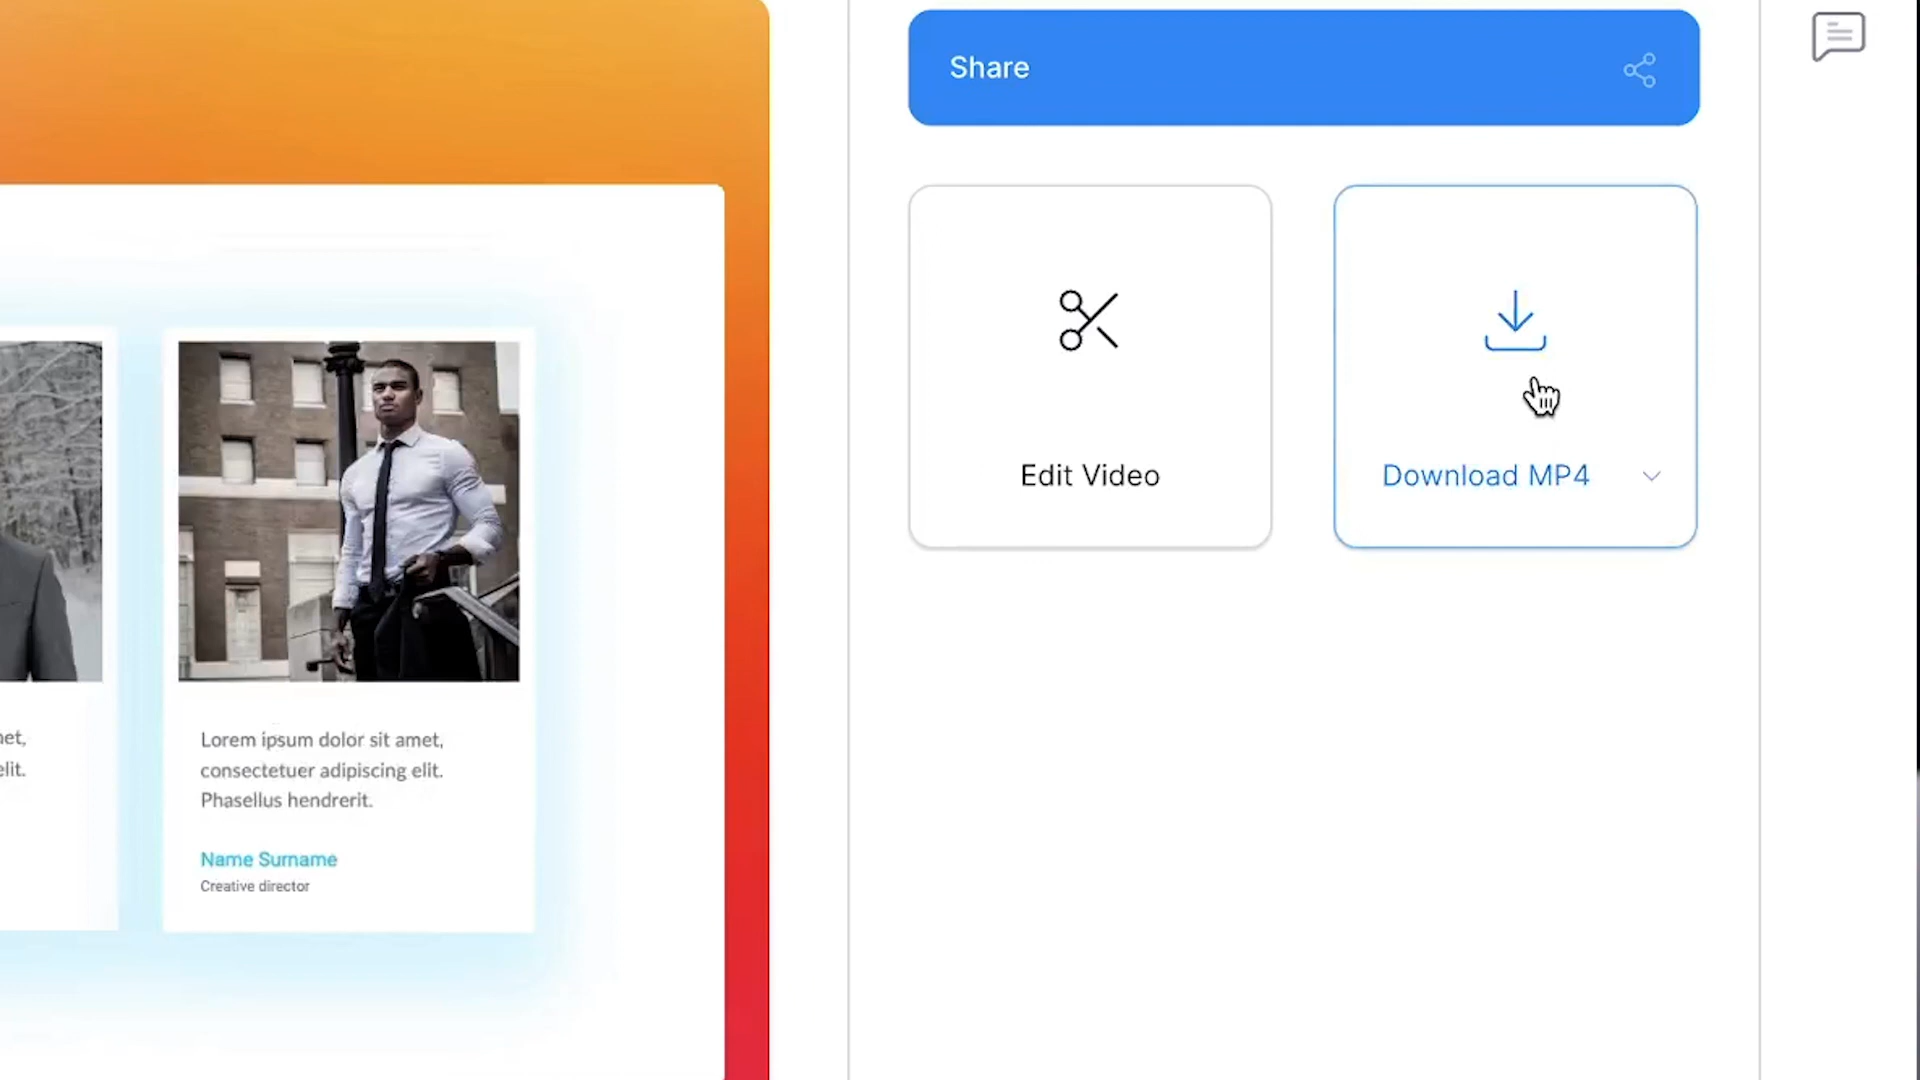 Share
Edit Video
Download MP4
net,
elit.
Lorem ipsum dolor sit amet,
consectetuer adipiscing elit.
Phasellus hendrerit.
Name Surname
Creative director